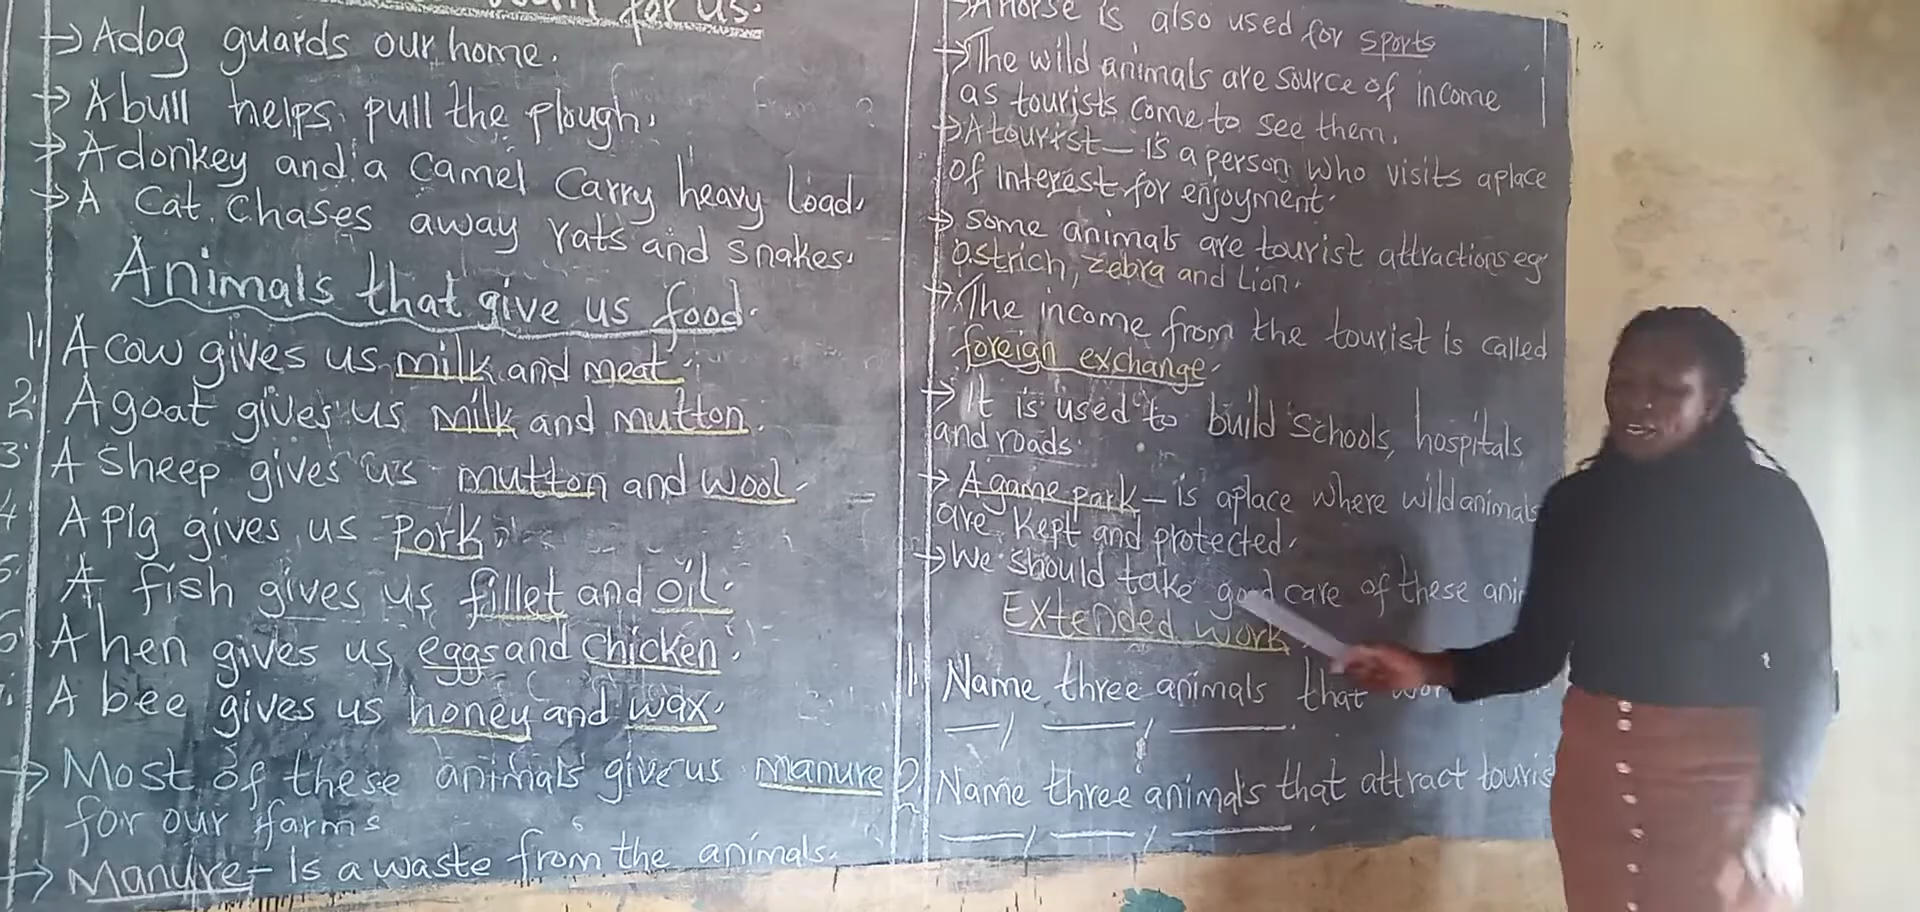 for us.
→ A dog guards our home.
→ A bull helps pull the plough.
→ A donkey and a camel carry heavy load.
→ A cat chases away rats and snakes.
Animals that give us food.
1. A cow gives us milk and meat.
2. A goat gives us milk and mutton.
3. A sheep gives us mutton and wool.
4. A pig gives us pork.
5. A fish gives us fillet and oil.
6. A hen gives us eggs and chicken.
A bee gives us honey and wax.
→ Most of these animals give us manure
for our farms
→ Manure - Is a waste from the animals.
→ A horse is also used for sports
→ The wild animals are source of income
as tourists come to see them.
→ A tourist - is a person who visits a place
of interest for enjoyment.
→ some animals are tourist attractions eg
ostrich, zebra and Lion.
→ The income from the tourist is called
foreign exchange.
→ It is used to build schools, hospitals
and roads.
→ A game park - is a place where wild animals
are kept and protected.
→ We should take good care of these
Extended work
1. Name three animals that
Name three animals that attract